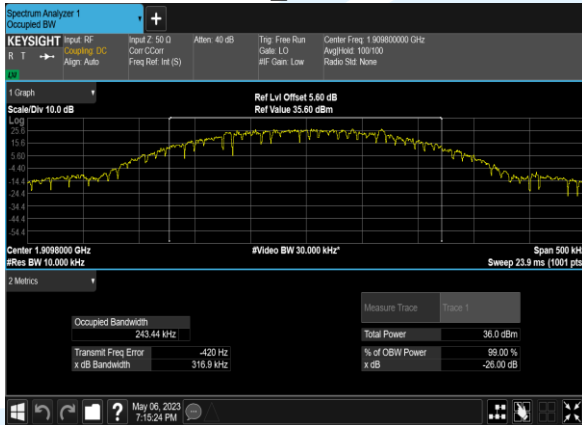 Spectrum Analyzer 1
Occupied BW
KEYSIGHT Input: RF Input Z: 50 Ω Atten: 40 dB Trig: Free Run Center Freq: 1.909800000 GHz
R T Coupling: DC Corr CCorr Gate: LO Avg|Hold: 100/100
Align: Auto Freq Ref: Int (S) #IF Gain: Low Radio Std: None
1 Graph
Ref Lvl Offset 5.60 dB
Scale/Div 10.0 dB Ref Value 35.60 dBm
Log
25.6
15.6
5.60
-4.40
-14.4
-24.4
-34.4
-44.4
-54.4
Center 1.9098000 GHz #Video BW 30.000 kHz* Span 500 kH
#Res BW 10.000 kHz Sweep 23.9 ms (1001 pts
2 Metrics
Measure Trace Trace 1
Occupied Bandwidth
243.44 kHz Total Power 36.0 dBm
Transmit Freq Error -420 Hz % of OBW Power 99.00 %
x dB Bandwidth 316.9 kHz x dB -26.00 dB
? May 06, 2023
7:15:24 PM